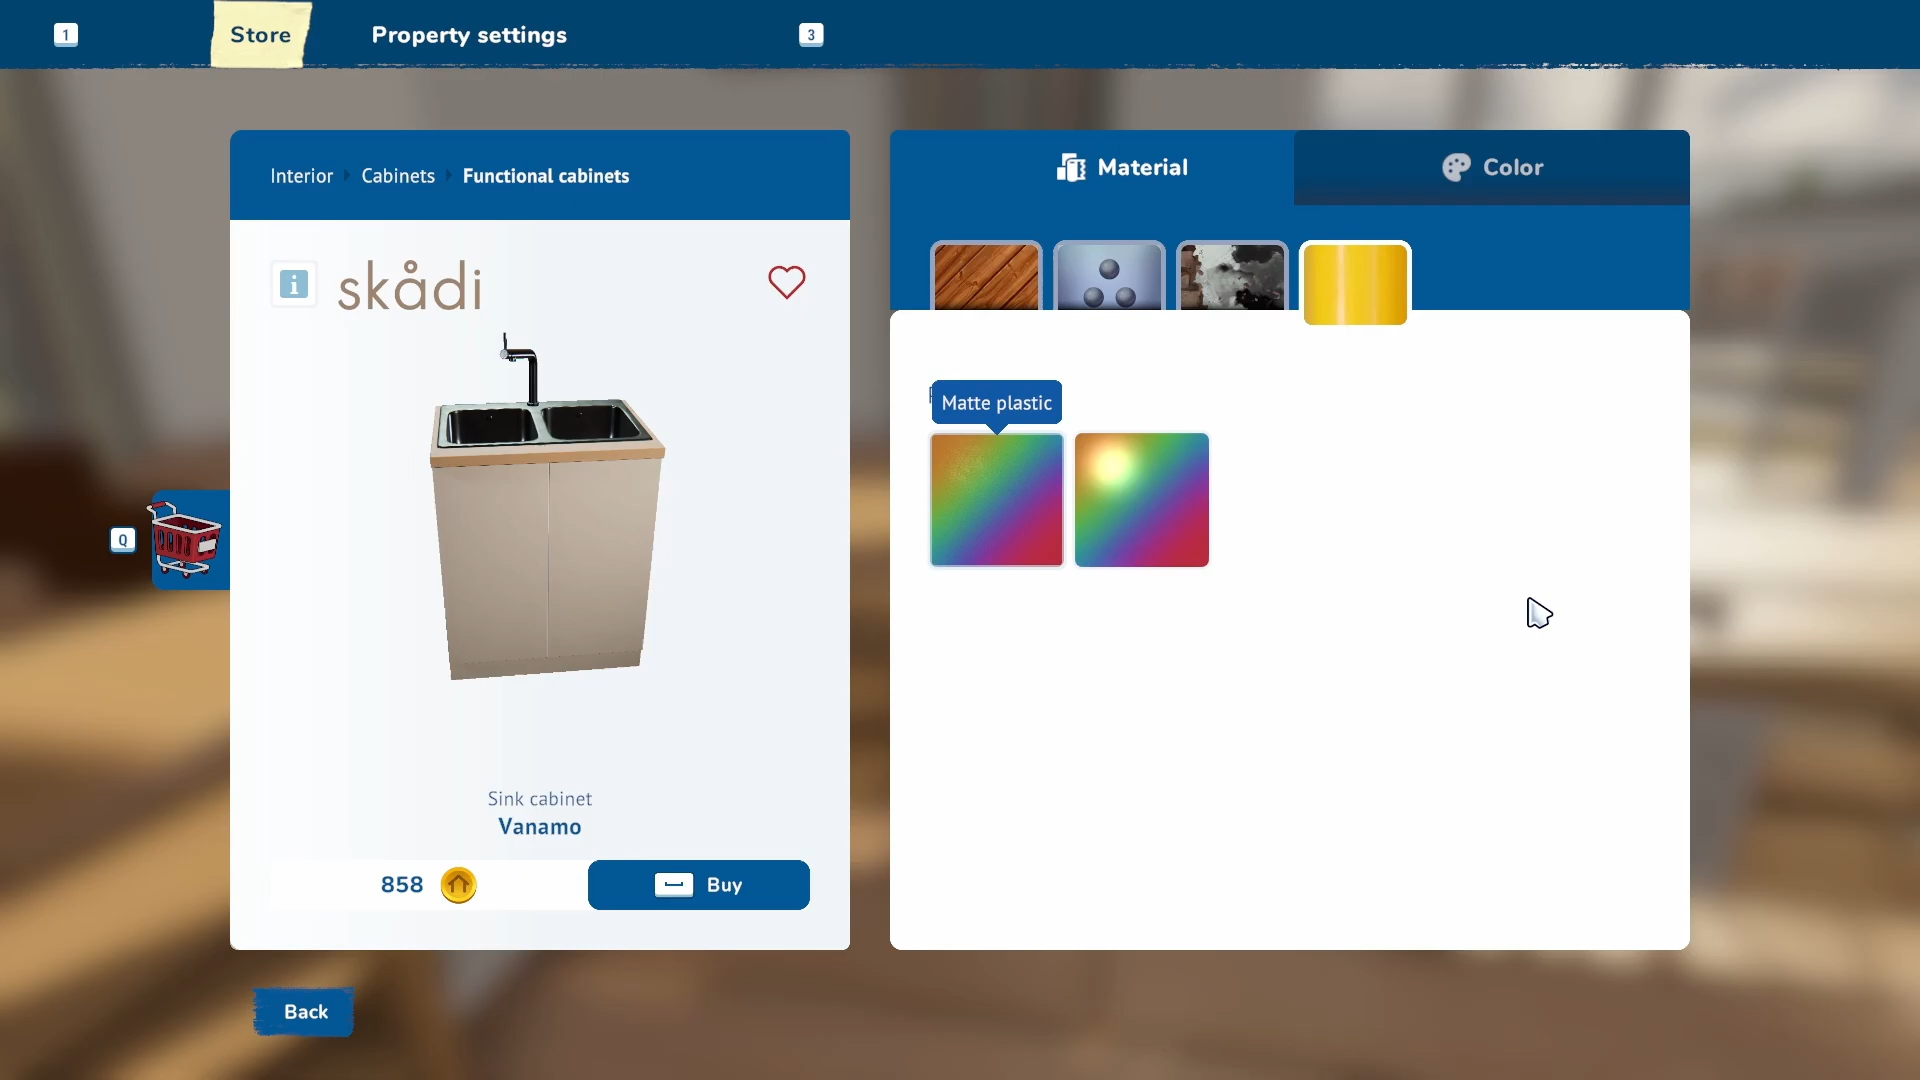 1
Store
Property settings
3
Interior
Cabinets
Functional cabinets
Material
Color
i
skådi
Matte plastic
Q
Sink cabinet
Vanamo
858
Buy
Back